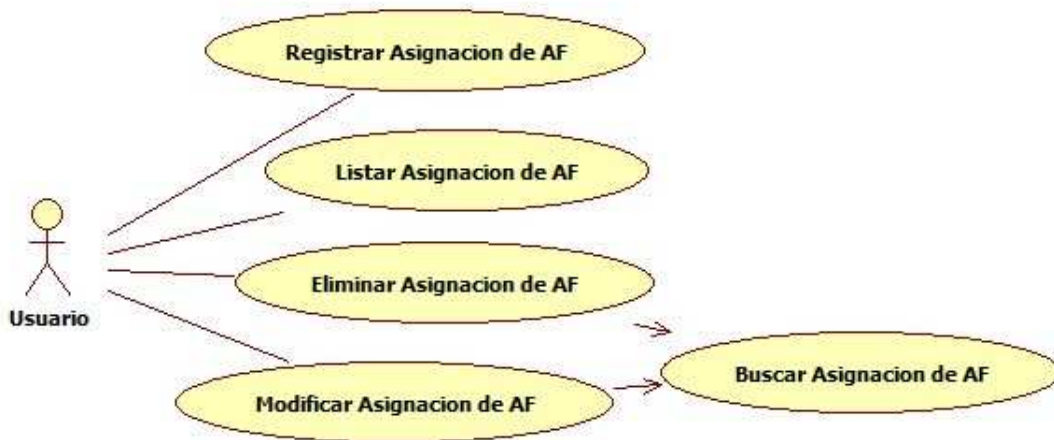 Registrar Asignacion de AF
Listar Asignacion de AF
Eliminar Asignacion de AF
Usuario
Buscar Asignacion de AF
Modificar Asignacion de AF